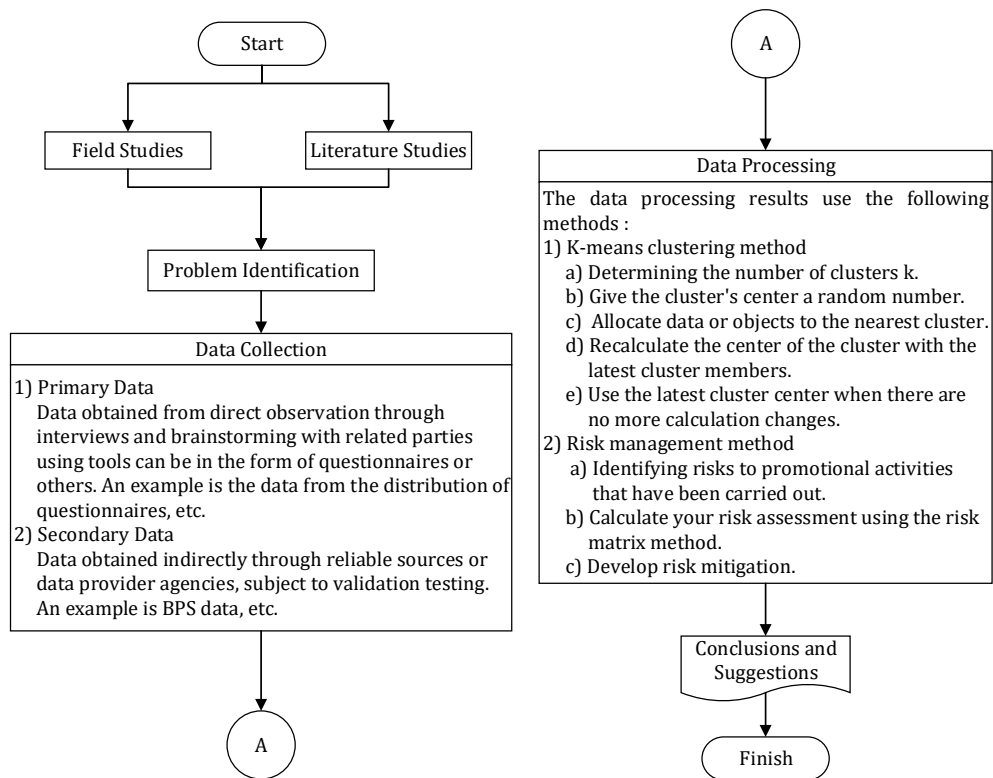 Start
Field Studies
Literature Studies
Problem Identification
Data Collection
1) Primary Data
Data obtained from direct observation through
interviews and brainstorming with related parties
using tools can be in the form of questionnaires or
others. An example is the data from the distribution of
questionnaires, etc.
2) Secondary Data
Data obtained indirectly through reliable sources or
data provider agencies, subject to validation testing.
An example is BPS data, etc.
A
A
Data Processing
The data processing results use the following
methods :
1) K-means clustering method
a) Determining the number of clusters k.
b) Give the cluster's center a random number.
c) Allocate data or objects to the nearest cluster.
d) Recalculate the center of the cluster with the
latest cluster members.
e) Use the latest cluster center when there are
no more calculation changes.
2) Risk management method
a) Identifying risks to promotional activities
that have been carried out.
b) Calculate your risk assessment using the risk
matrix method.
c) Develop risk mitigation.
Conclusions and
Suggestions
Finish